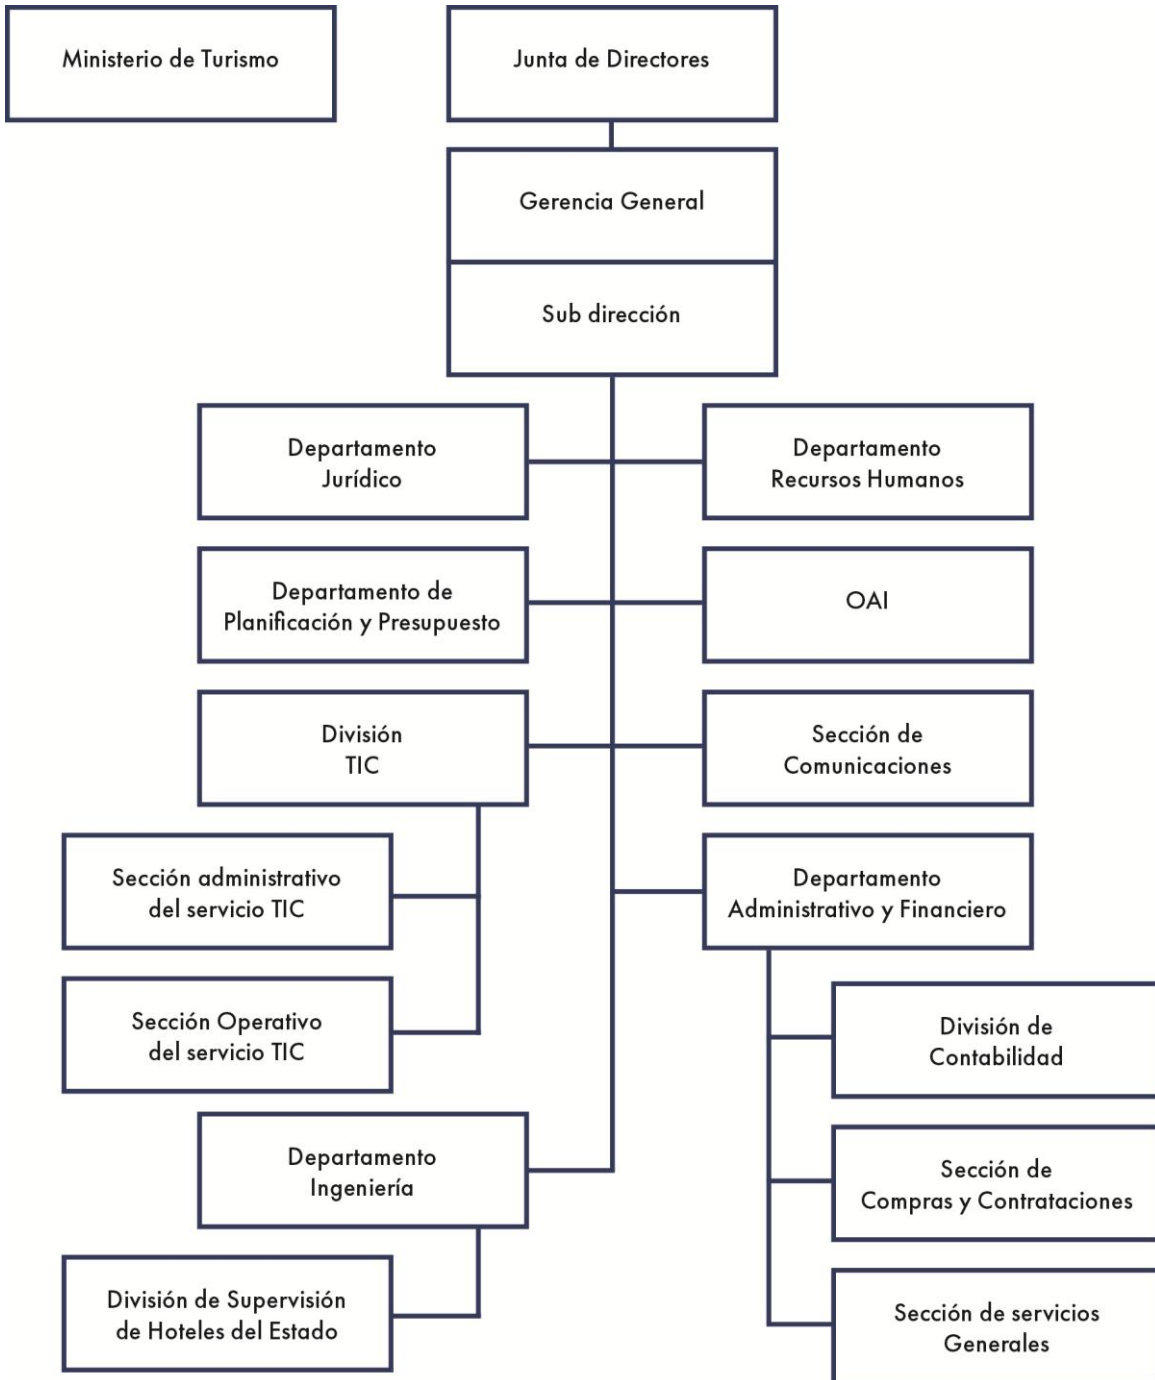 Ministerio de Turismo
Junta de Directores
Gerencia General
Sub dirección
Departamento
Jurídico
Departamento
Recursos Humanos
Departamento de
Planificación y Presupuesto
OAI
División
TIC
Sección de
Comunicaciones
Sección administrativo
del servicio TIC
Sección Operativo
del servicio TIC
Departamento
Administrativo y Financiero
División de
Contabilidad
Sección de
Compras y Contrataciones
Sección de servicios
Generales
Departamento
Ingeniería
División de Supervisión
de Hoteles del Estado